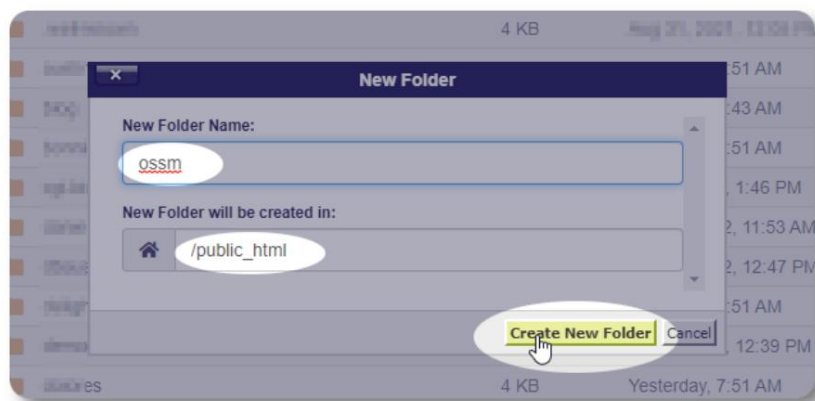 4 KB
New Folder
:51 AM
:43 AM
New Folder Name:
:51 AM
ossm
, 1:46 PM
New Folder will be created in:
2, 11:53 AM
/public_html
2, 12:47 PM
:51 AM
Create New Folder Cancel
12:39 PM
4 KB Yesterday, 7:51 AM